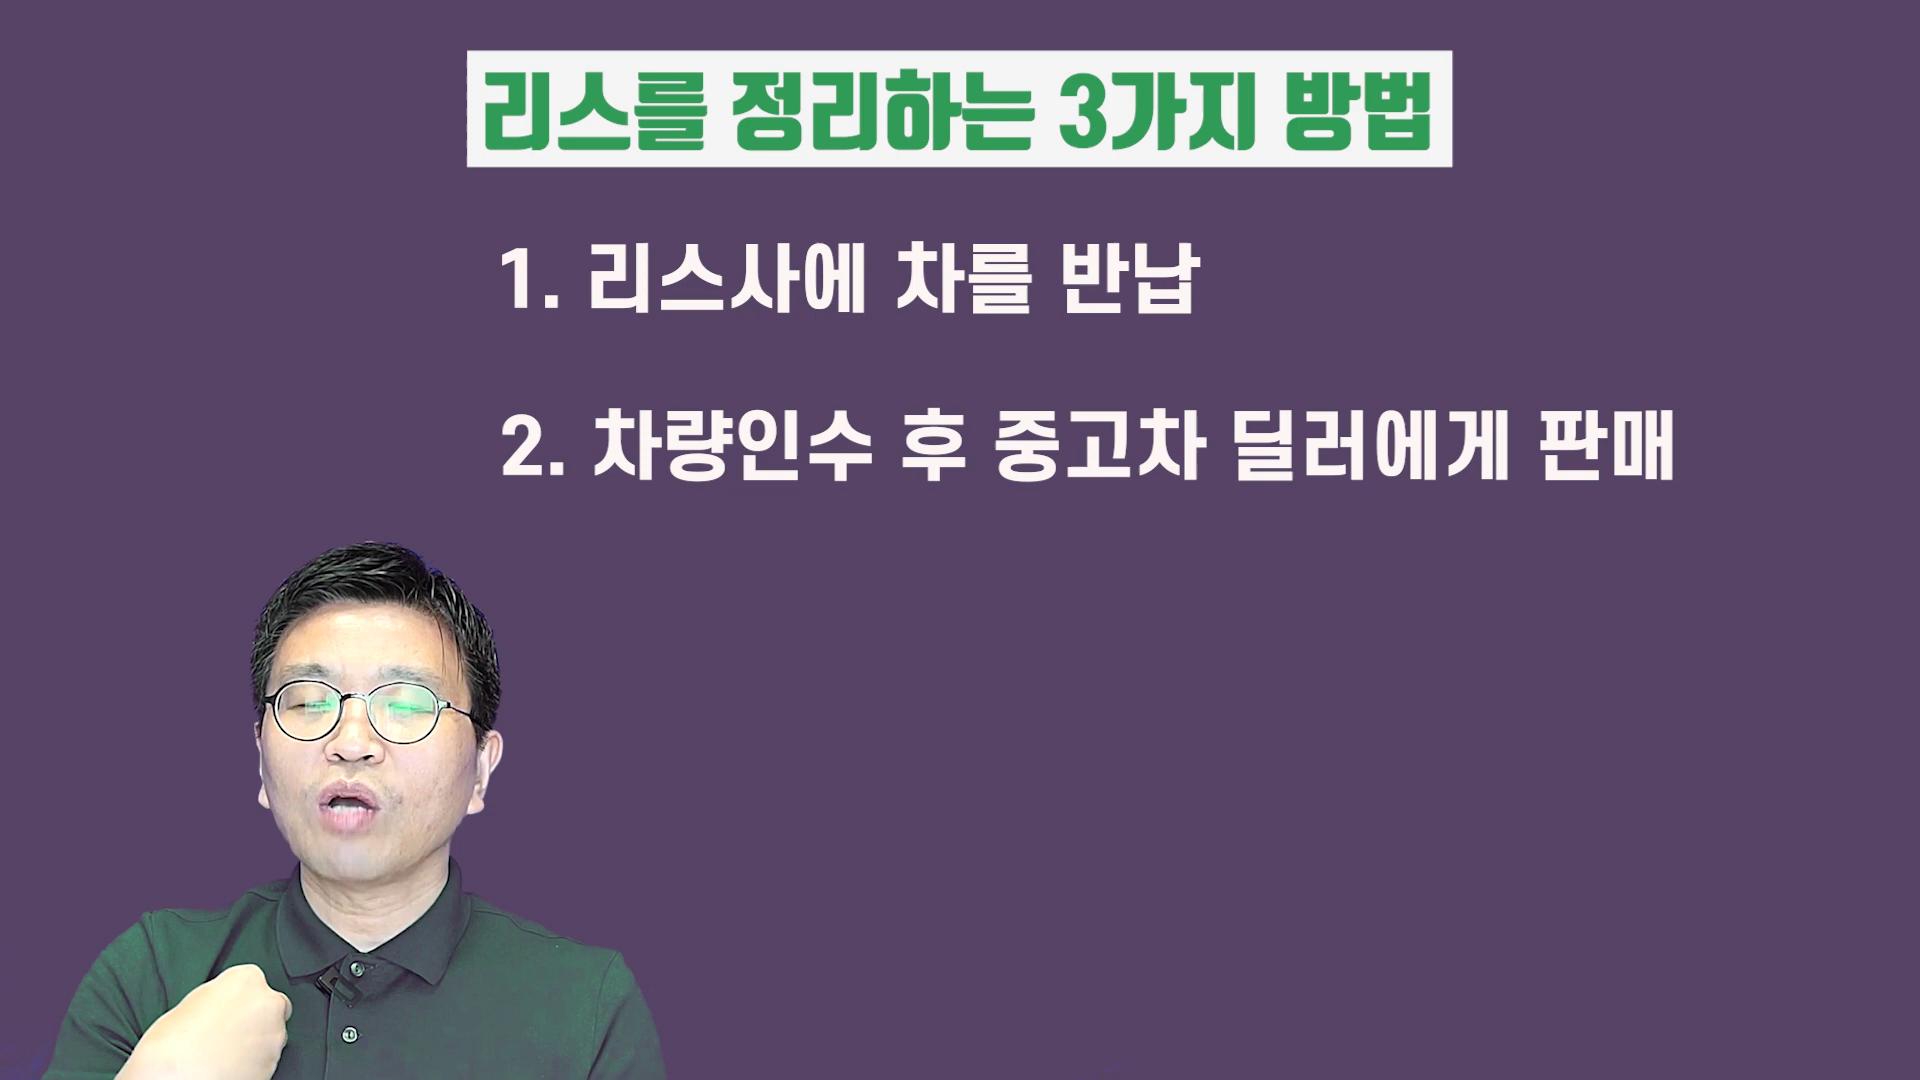 리스를 정리하는 3가지 방법
1. 리스사에 차를 반납
2. 차량인수 후 중고차 딜러에게 판매